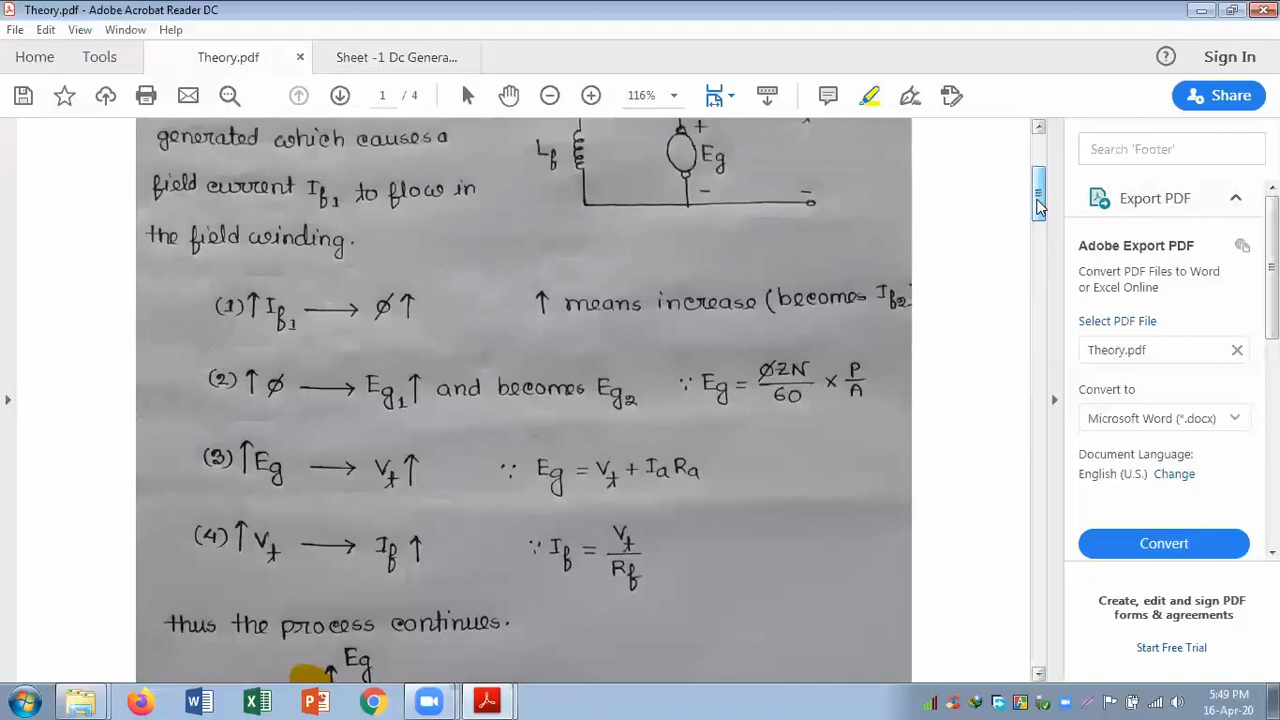 Theory.pdf - Adobe Acrobat Reader DC
File Edit View Window Help
Home Tools Theory.pdf Sheet -1 Dc Genera... Sign In
1 / 4 116% Share
generated which causes a
field current If1 to flow in
the field winding.
Lf + Eg - -
(1) ↑ If1 → ø ↑ ↑ means increase (becomes If2)
(2) ↑ ø → Eg1 ↑ and becomes Eg2 ∵ Eg = øZN/60 × P/A
(3) ↑ Eg → Vt ↑ ∵ Eg = Vt + IaRa
(4) ↑ Vt → If ↑ ∵ If = Vt/Rf
thus the process continues.
↑ Eg
Search 'Footer'
Export PDF
Adobe Export PDF
Convert PDF Files to Word
or Excel Online
Select PDF File
Theory.pdf
Convert to
Microsoft Word (*.docx)
Document Language:
English (U.S.) Change
Convert
Create, edit and sign PDF
forms & agreements
Start Free Trial
5:49 PM
16-Apr-20